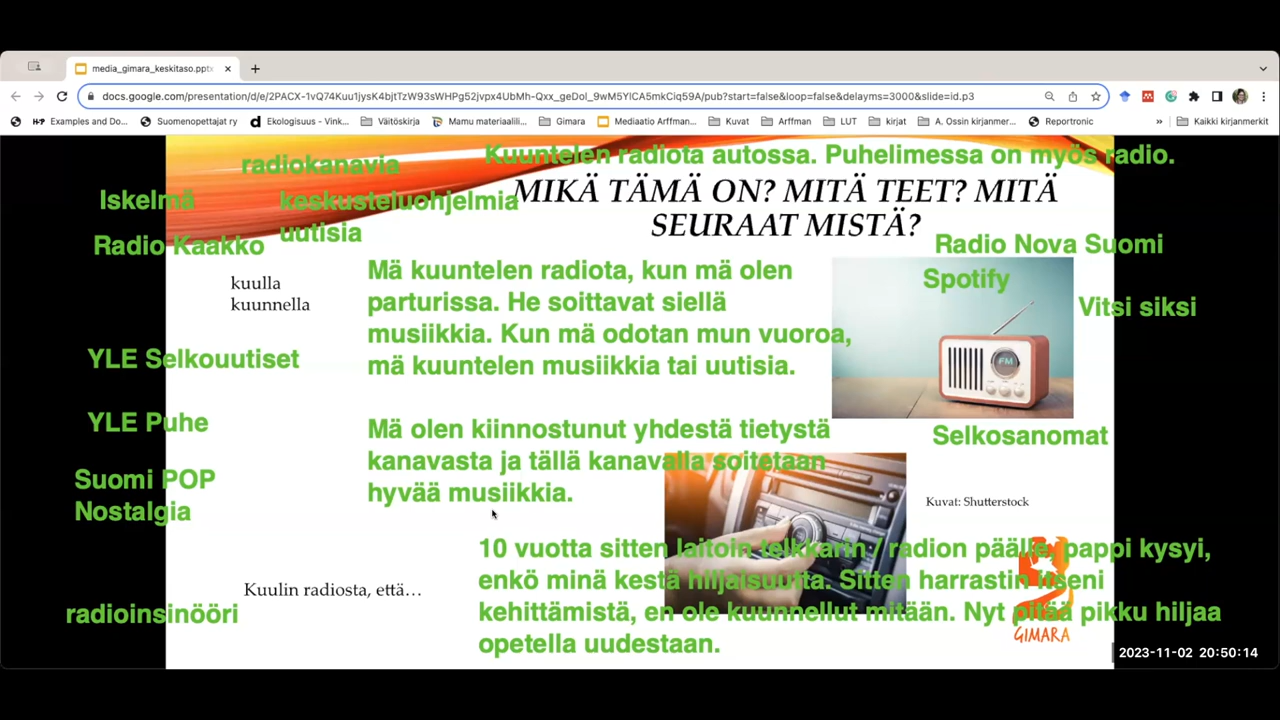 media_gimara_keskitaso.pptx
docs.google.com/presentation/d/e/2PACX-1vQ74Kuu1jysK4bjtTzW93sWHPg52jvpx4UbMh-Qxx_geDol_9wM5YlCA5mkCiq59A/pub?start=false&loop=false&delayms=3000&slide=id.p3
Examples and Do... Suomenopettajat ry Ekologisuus - Vink... Väitöskirja Mamu materiaalii... Gimara Mediaatio Arffman... Kuvat Arffman LUT kirjat A. Ossin kirjanmer... Reportronic » Kaikki kirjanmerkit
radiokanavia
Kuuntelen radiota autossa. Puhelimessa on myös radio.
MIKÄ TÄMÄ ON? MITÄ TEET? MITÄ
SEURAAT MISTÄ?
Iskelmä
keskusteluohjelmia
uutisia
Radio Kaakko
Radio Nova Suomi
Spotify
Vitsi siksi
kuulla
kuunnella
Mä kuuntelen radiota, kun mä olen
parturissa. He soittavat siellä
musiikkia. Kun mä odotan mun vuoroa,
mä kuuntelen musiikkia tai uutisia.
FM
YLE Selkouutiset
YLE Puhe
Mä olen kiinnostunut yhdestä tietystä
kanavasta ja tällä kanavalla soitetaan
hyvää musiikkia.
Selkosanomat
Suomi POP
Nostalgia
Kuvat: Shutterstock
10 vuotta sitten laitoin telkkarin / radion päälle, pappi kysyi,
enkö minä kestä hiljaisuutta. Sitten harrastin itseni
kehittämistä, en ole kuunnellut mitään. Nyt pitää pikku hiljaa
opetella uudestaan.
Kuulin radiosta, että…
radioinsinööri
GIMARA
2023-11-02 20:50:14